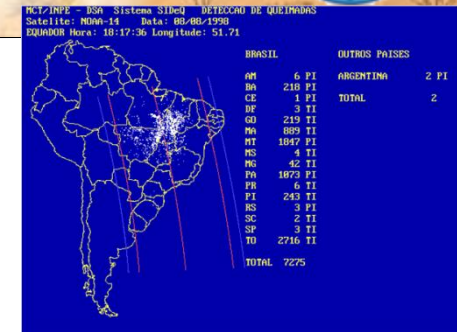 MCT/INPE - DSA Sistema SIDeQ DETECCAO DE QUEIMADAS
Satelite: NOAA-14 Data: 08/08/1998
EQUADOR Hora: 18:17:36 Longitude: 51.71
BRASIL
AM 6 PI
BA 218 PI
CE 1 PI
DF 3 TI
GO 219 TI
MA 889 TI
MT 1847 PI
MS 4 TI
MG 42 TI
PA 1073 PI
PR 6 TI
PI 243 TI
RS 3 PI
SC 2 TI
SP 3 TI
TO 2716 TI
TOTAL 7275
OUTROS PAISES
ARGENTINA 2 PI
TOTAL 2